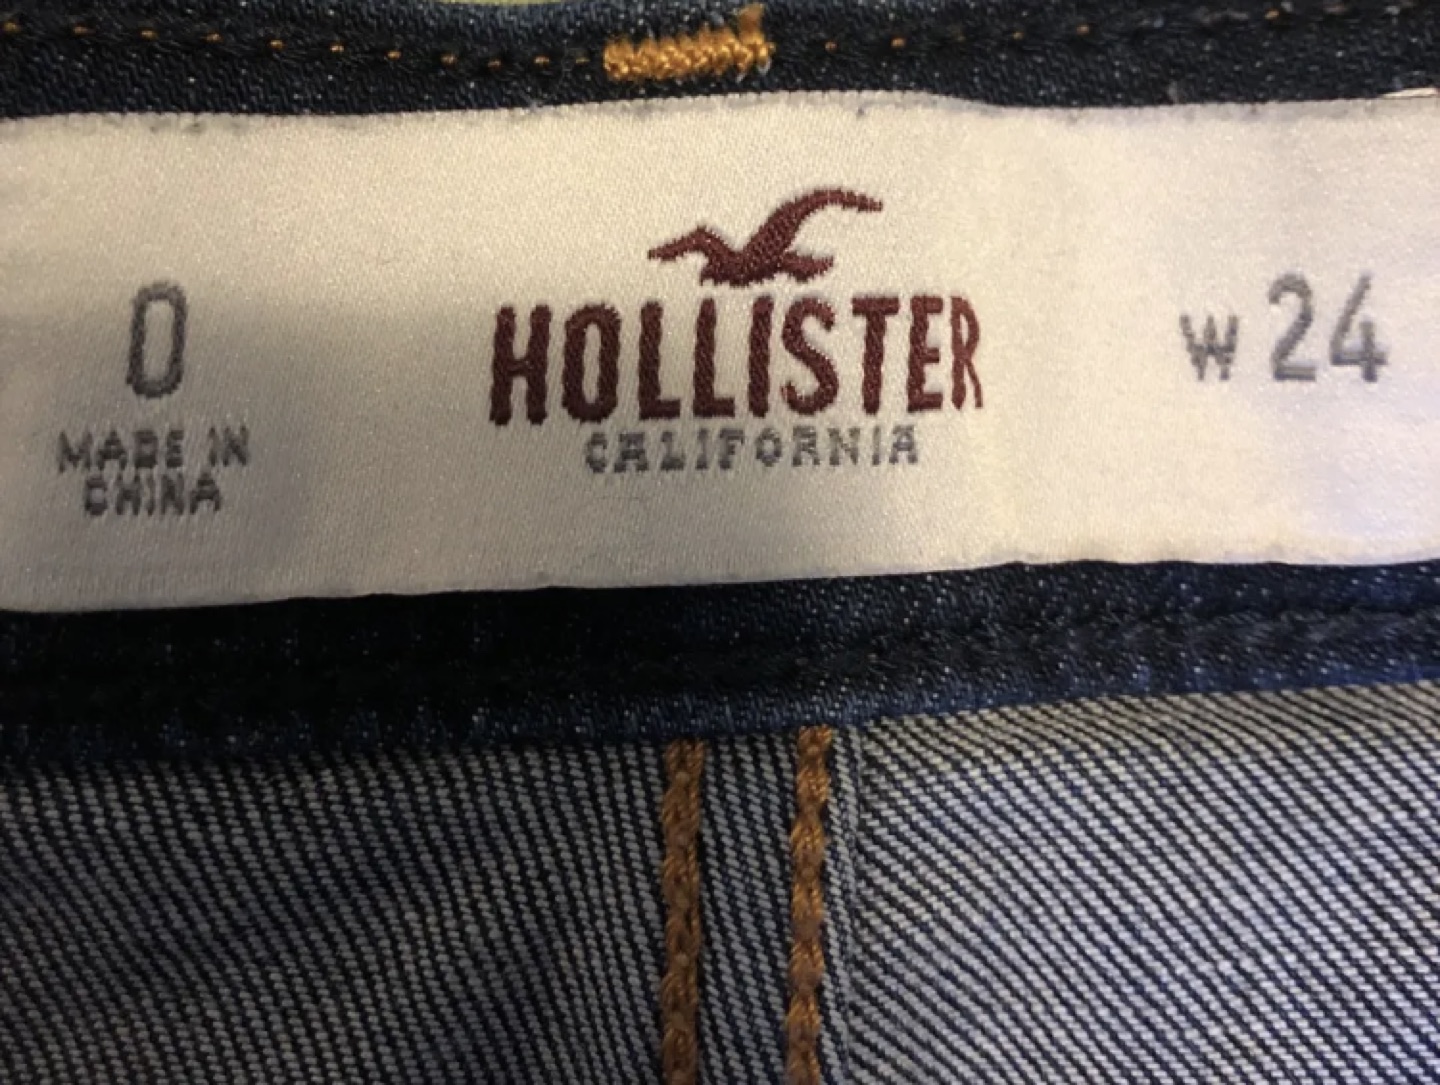 0
MADE IN
CHINA
HOLLISTER
CALIFORNIA
W 24